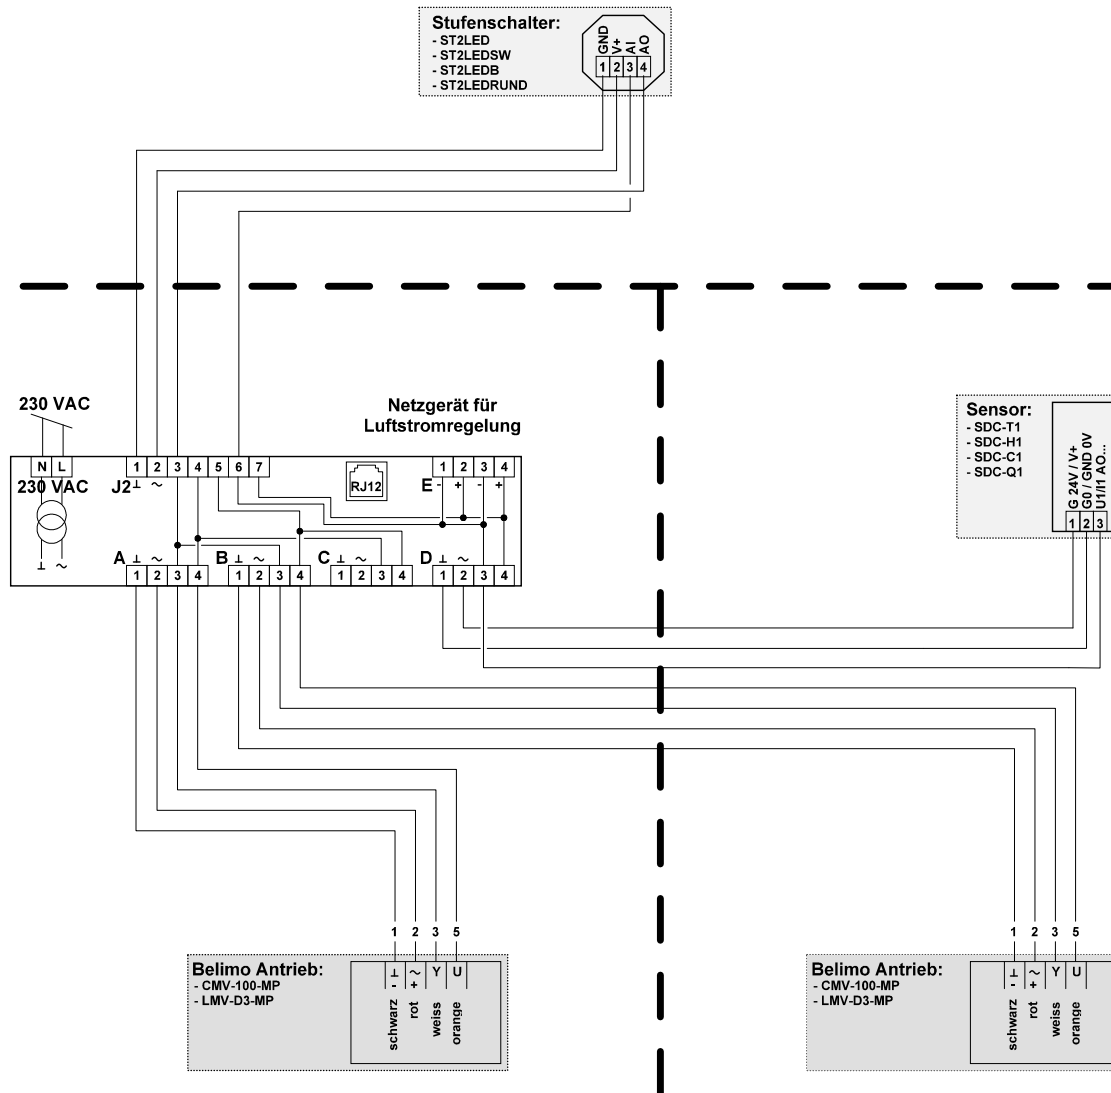 Stufenschalter:
- ST2LED
- ST2LEDSW
- ST2LEDB
- ST2LEDRUND
GND
V+
AI
AO
1 2 3 4
230 VAC
Netzgerät für
Luftstromregelung
N L
1 2 3 4 5 6 7
1 2 3 4
230 VAC
J2 ⊥ ~
RJ12
E - + - +
⊥ ~
A ⊥ ~
B ⊥ ~
C ⊥ ~
D ⊥ ~
1 2 3 4
1 2 3 4
1 2 3 4
1 2 3 4
Sensor:
- SDC-T1
- SDC-H1
- SDC-C1
- SDC-Q1
G 24V / V+
G0 / GND 0V
U1/I1 AO...
1 2 3
1 2 3 5
Belimo Antrieb:
- CMV-100-MP
- LMV-D3-MP
⊥ ~ Y U
- +
schwarz
rot
weiss
orange
1 2 3 5
Belimo Antrieb:
- CMV-100-MP
- LMV-D3-MP
⊥ ~ Y U
- +
schwarz
rot
weiss
orange